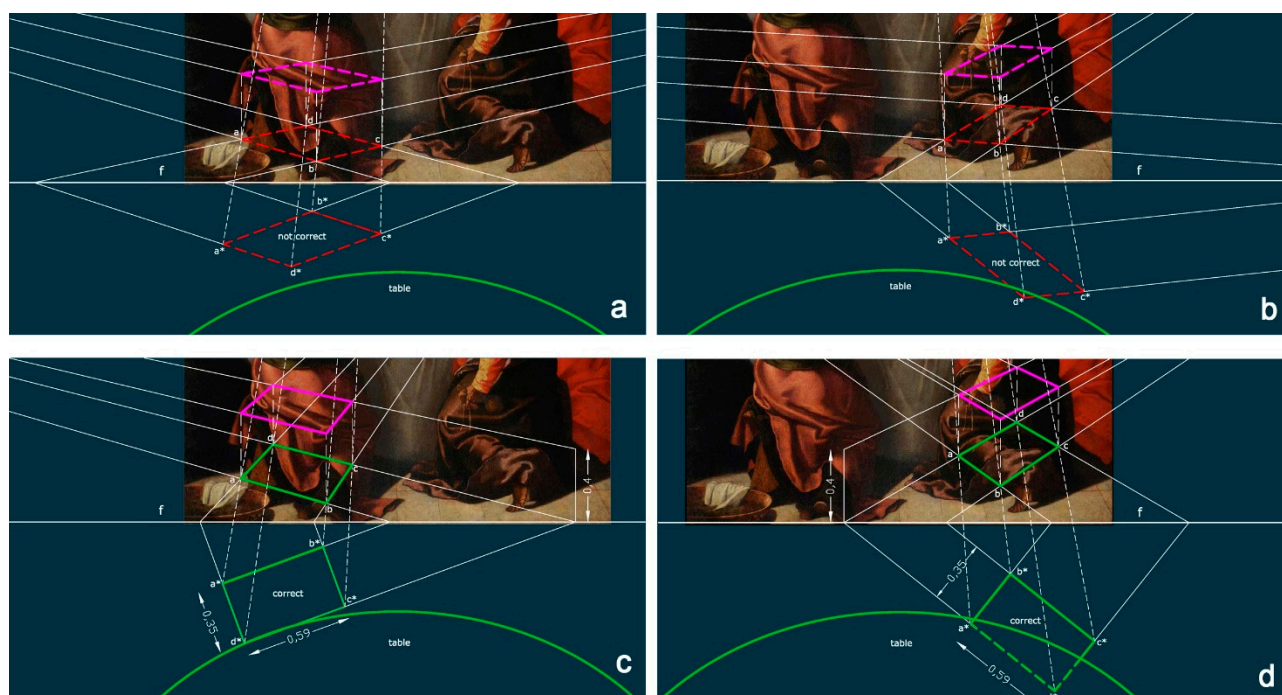 d
a
c
b
f
b*
a*
not correct
c*
d*
table
a
d
c
a
b
f
a*
b*
not correct
table
d*
c*
b
d
c
a
b
0,4
f
b*
a*
correct
c*
0,35
d*
0,59
table
c
d
a
c
0,4
b
f
0,35
b*
a*
correct
c*
table
0,59
d